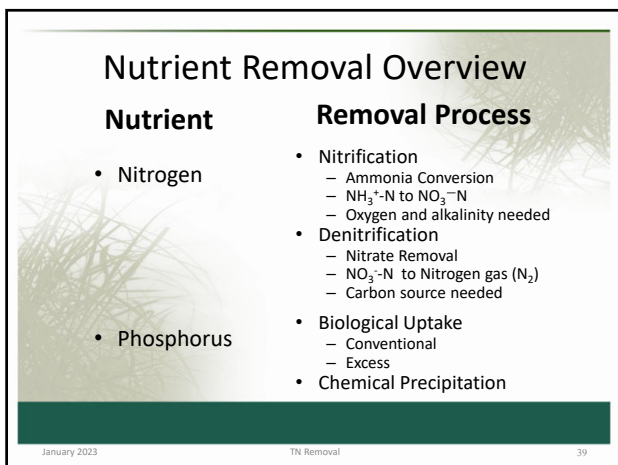 Nutrient Removal Overview
Nutrient
• Nitrogen
• Phosphorus
Removal Process
• Nitrification
– Ammonia Conversion
– NH₃⁺-N to NO₃⁻⁻N
– Oxygen and alkalinity needed
• Denitrification
– Nitrate Removal
– NO₃⁻-N to Nitrogen gas (N₂)
– Carbon source needed
• Biological Uptake
– Conventional
– Excess
• Chemical Precipitation
January 2023
TN Removal
39